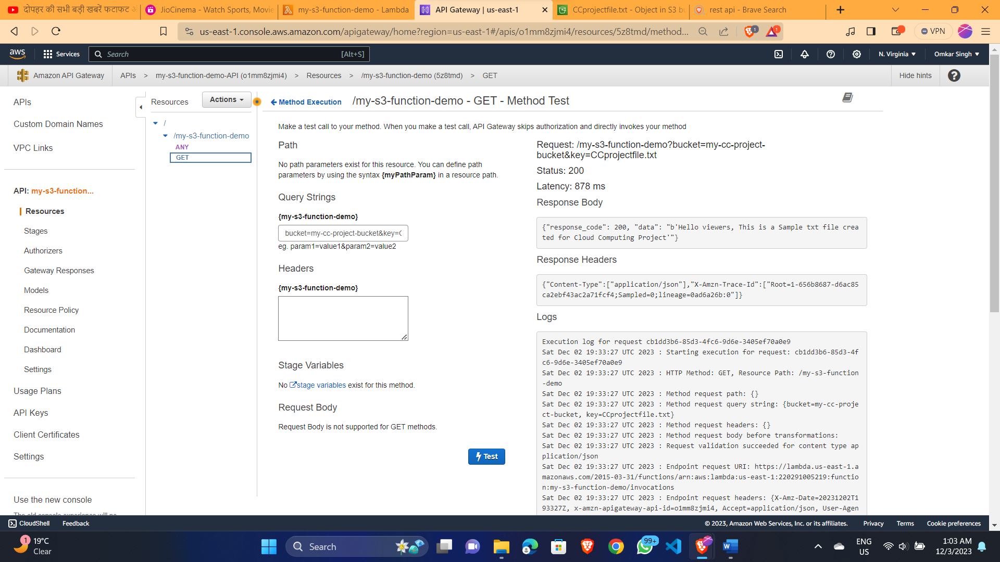 दोपहर की सभी बड़ी खबरें फटाफट
JioCinema - Watch Sports, Movie
my-s3-function-demo - Lambda
API Gateway | us-east-1
CCprojectfile.txt - Object in S3 bu
rest api - Brave Search
us-east-1.console.aws.amazon.com/apigateway/home?region=us-east-1#/apis/o1mm8zjmi4/resources/5z8tmd/method...
1
1
VPN
aws
Services
Search
[Alt+S]
N. Virginia
Omkar Singh
Amazon API Gateway
APIs > my-s3-function-demo-API (o1mm8zjmi4) > Resources > /my-s3-function-demo (5z8tmd) > GET
Hide hints
?
APIs
Custom Domain Names
VPC Links
API: my-s3-function...
Resources
Stages
Authorizers
Gateway Responses
Models
Resource Policy
Documentation
Dashboard
Settings
Usage Plans
API Keys
Client Certificates
Settings
Use the new console
Resources
Actions
/
/my-s3-function-demo
ANY
GET
Method Execution
/my-s3-function-demo - GET - Method Test
Make a test call to your method. When you make a test call, API Gateway skips authorization and directly invokes your method
Path
No path parameters exist for this resource. You can define path
parameters by using the syntax {myPathParam} in a resource path.
Query Strings
{my-s3-function-demo}
bucket=my-cc-project-bucket&key=C
eg. param1=value1&param2=value2
Headers
{my-s3-function-demo}
Stage Variables
No stage variables exist for this method.
Request Body
Request Body is not supported for GET methods.
Test
Request: /my-s3-function-demo?bucket=my-cc-project-
bucket&key=CCprojectfile.txt
Status: 200
Latency: 878 ms
Response Body
{"response_code": 200, "data": "b'Hello viewers, This is a Sample txt file crea
ted for Cloud Computing Project'"}
Response Headers
{"Content-Type":["application/json"],"X-Amzn-Trace-Id":["Root=1-656b8687-d6ac85
ca2ebf43ac2a71fcf4;Sampled=0;lineage=0ad6a26b:0"]}
Logs
Execution log for request cb1dd3b6-85d3-4fc6-9d6e-3405ef70a0e9
Sat Dec 02 19:33:27 UTC 2023 : Starting execution for request: cb1dd3b6-85d3-4f
c6-9d6e-3405ef70a0e9
Sat Dec 02 19:33:27 UTC 2023 : HTTP Method: GET, Resource Path: /my-s3-function
-demo
Sat Dec 02 19:33:27 UTC 2023 : Method request path: {}
Sat Dec 02 19:33:27 UTC 2023 : Method request query string: {bucket=my-cc-proje
ct-bucket, key=CCprojectfile.txt}
Sat Dec 02 19:33:27 UTC 2023 : Method request headers: {}
Sat Dec 02 19:33:27 UTC 2023 : Method request body before transformations:
Sat Dec 02 19:33:27 UTC 2023 : Request validation succeeded for content type ap
plication/json
Sat Dec 02 19:33:27 UTC 2023 : Endpoint request URI: https://lambda.us-east-1.a
mazonaws.com/2015-03-31/functions/arn:aws:lambda:us-east-1:220291005219:functio
n:my-s3-function-demo/invocations
Sat Dec 02 19:33:27 UTC 2023 : Endpoint request headers: {X-Amz-Date=20231202T1
93327Z, x-amzn-apigateway-api-id=o1mm8zjmi4, Accept=application/json, User-Agen
CloudShell
Feedback
© 2023, Amazon Web Services, Inc. or its affiliates.
Privacy
Terms
Cookie preferences
1
19°C
Clear
Search
99+
ENG
US
1:03 AM
12/3/2023